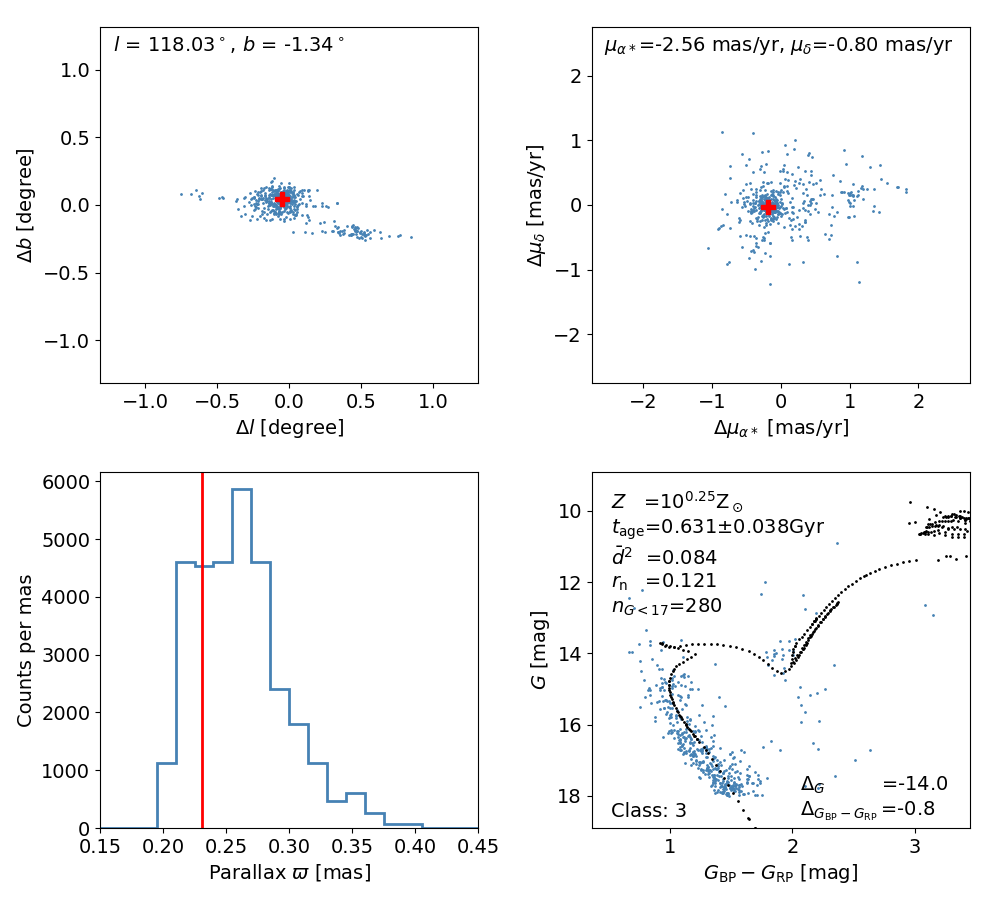 l = 118.03°, b = -1.34°
1.0
0.5
0.0
−0.5
−1.0
Δb [degree]
−1.0 −0.5 0.0 0.5 1.0
Δl [degree]
μα*=-2.56 mas/yr, μδ=-0.80 mas/yr
2
1
0
−1
−2
Δμδ [mas/yr]
−2 −1 0 1 2
Δμα* [mas/yr]
6000
5000
4000
3000
2000
1000
0
Counts per mas
0.15 0.20 0.25 0.30 0.35 0.40 0.45
Parallax ϖ [mas]
Z =10^0.25 Z⊙
t_age=0.631±0.038Gyr
d̄² =0.084
r_n =0.121
n_G<17=280
10
12
14
16
18
G [mag]
Δ_G =-14.0
Δ_G_BP−G_RP =-0.8
Class: 3
1 2 3
G_BP − G_RP [mag]